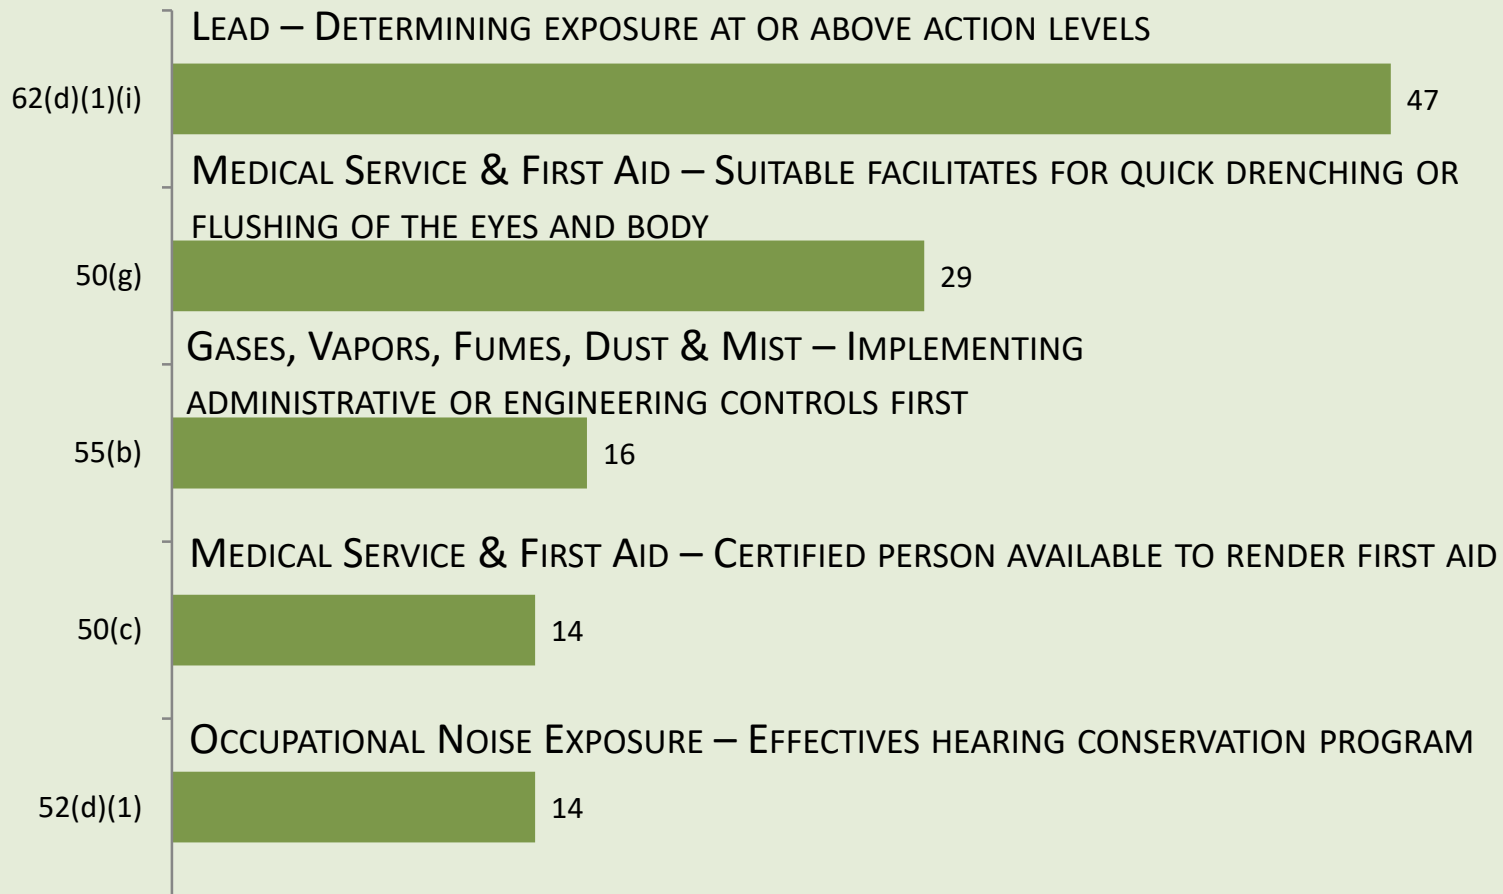 LEAD – DETERMINING EXPOSURE AT OR ABOVE ACTION LEVELS
62(d)(1)(i)
47
MEDICAL SERVICE & FIRST AID – SUITABLE FACILITATES FOR QUICK DRENCHING OR
FLUSHING OF THE EYES AND BODY
50(g)
29
GASES, VAPORS, FUMES, DUST & MIST – IMPLEMENTING
ADMINISTRATIVE OR ENGINEERING CONTROLS FIRST
55(b)
16
MEDICAL SERVICE & FIRST AID – CERTIFIED PERSON AVAILABLE TO RENDER FIRST AID
50(c)
14
OCCUPATIONAL NOISE EXPOSURE – EFFECTIVES HEARING CONSERVATION PROGRAM
52(d)(1)
14